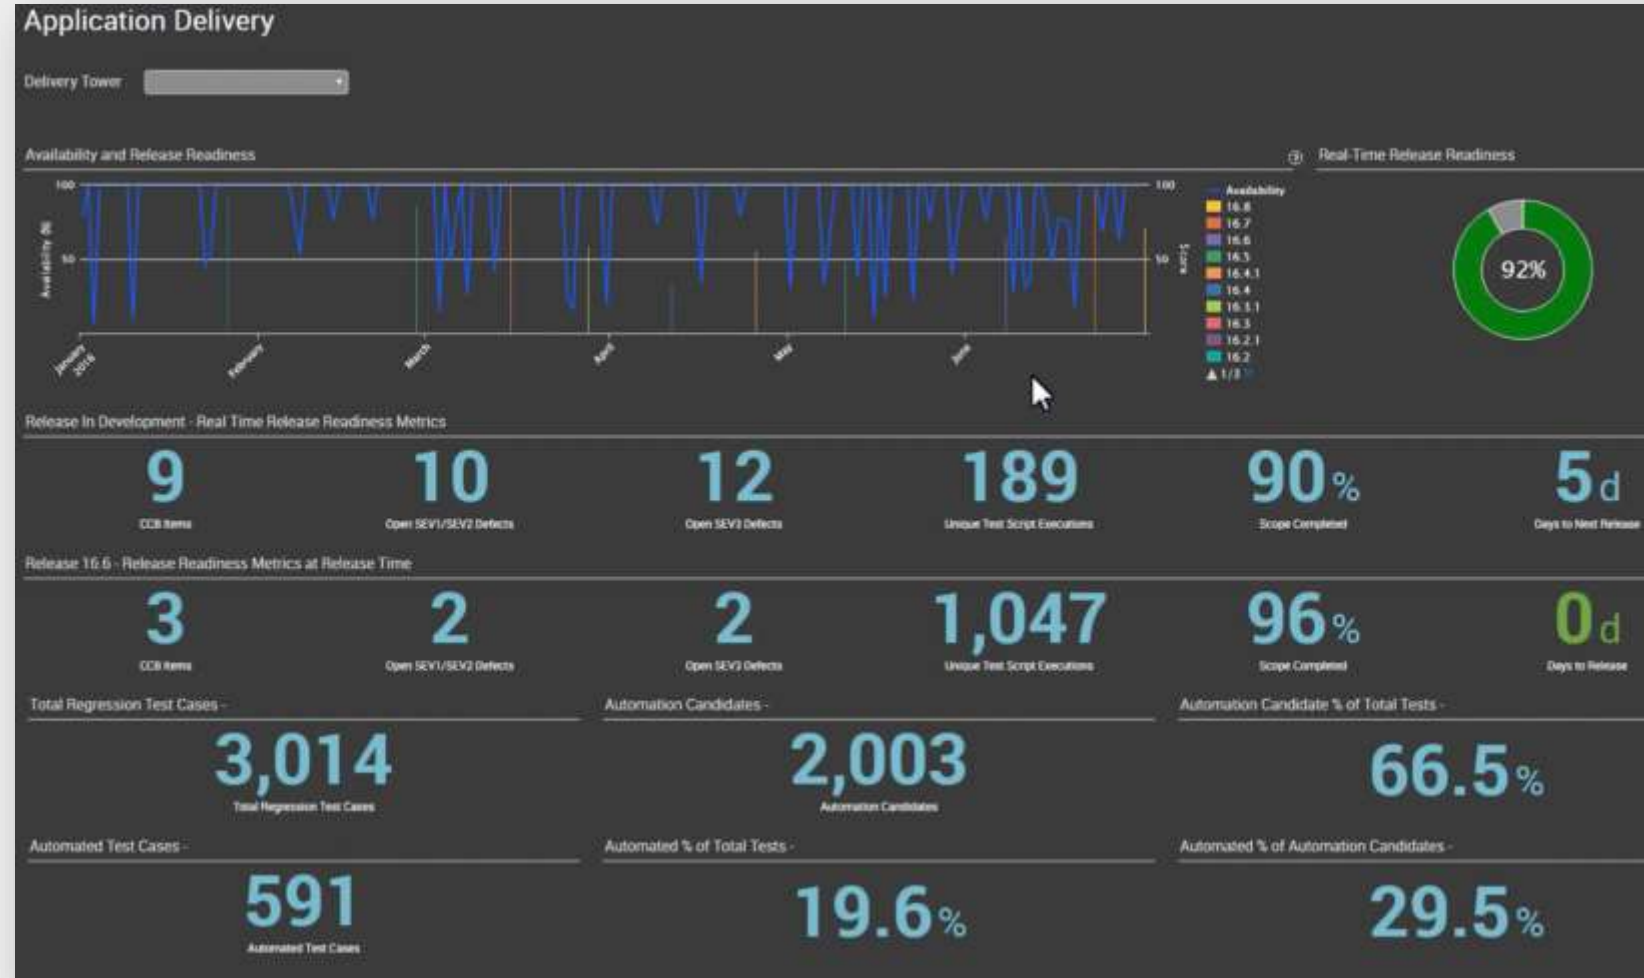 Application Delivery
Delivery Tower
Availability and Release Readiness
Real-Time Release Readiness
100
50
Availability (%)
100
50
Score
January
2016
February
March
April
May
June
Availability
16.8
16.7
16.6
16.5
16.4.1
16.4
16.3.1
16.3
16.2.1
16.2
1/3
92%
Release In Development - Real Time Release Readiness Metrics
9
10
12
189
90%
5 d
CCB Items
Open SEV1/SEV2 Defects
Open SEV3 Defects
Unique Test Script Executions
Scope Completed
Days to Next Release
Release 16.6 - Release Readiness Metrics at Release Time
3
2
2
1,047
96%
0 d
CCB Items
Open SEV1/SEV2 Defects
Open SEV3 Defects
Unique Test Script Executions
Scope Completed
Days to Release
Total Regression Test Cases -
Automation Candidates -
Automation Candidate % of Total Tests -
3,014
2,003
66.5%
Total Regression Test Cases
Automation Candidates
Automated Test Cases -
Automated % of Total Tests -
Automated % of Automation Candidates -
591
19.6%
29.5%
Automated Test Cases